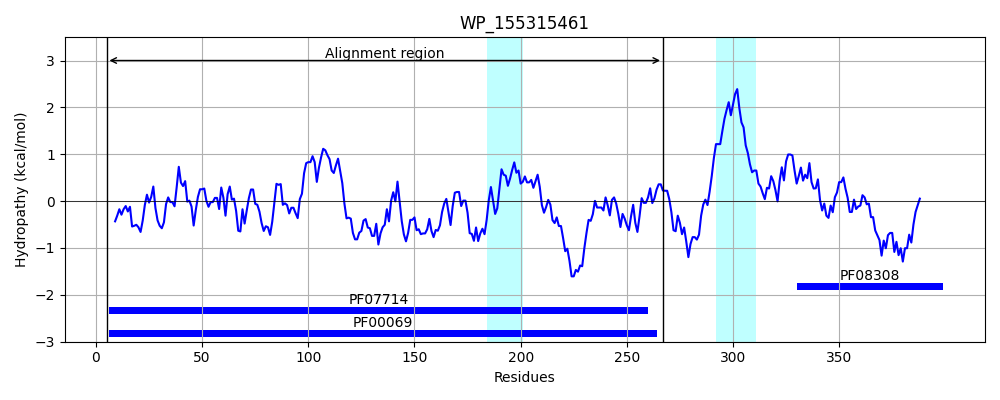 WP_155315461
Alignment region
Hydropathy (kcal/mol)
3
2
1
0
−1
−2
−3
PF08308
PF07714
PF00069
0 50 100 150 200 250 300 350
Residues